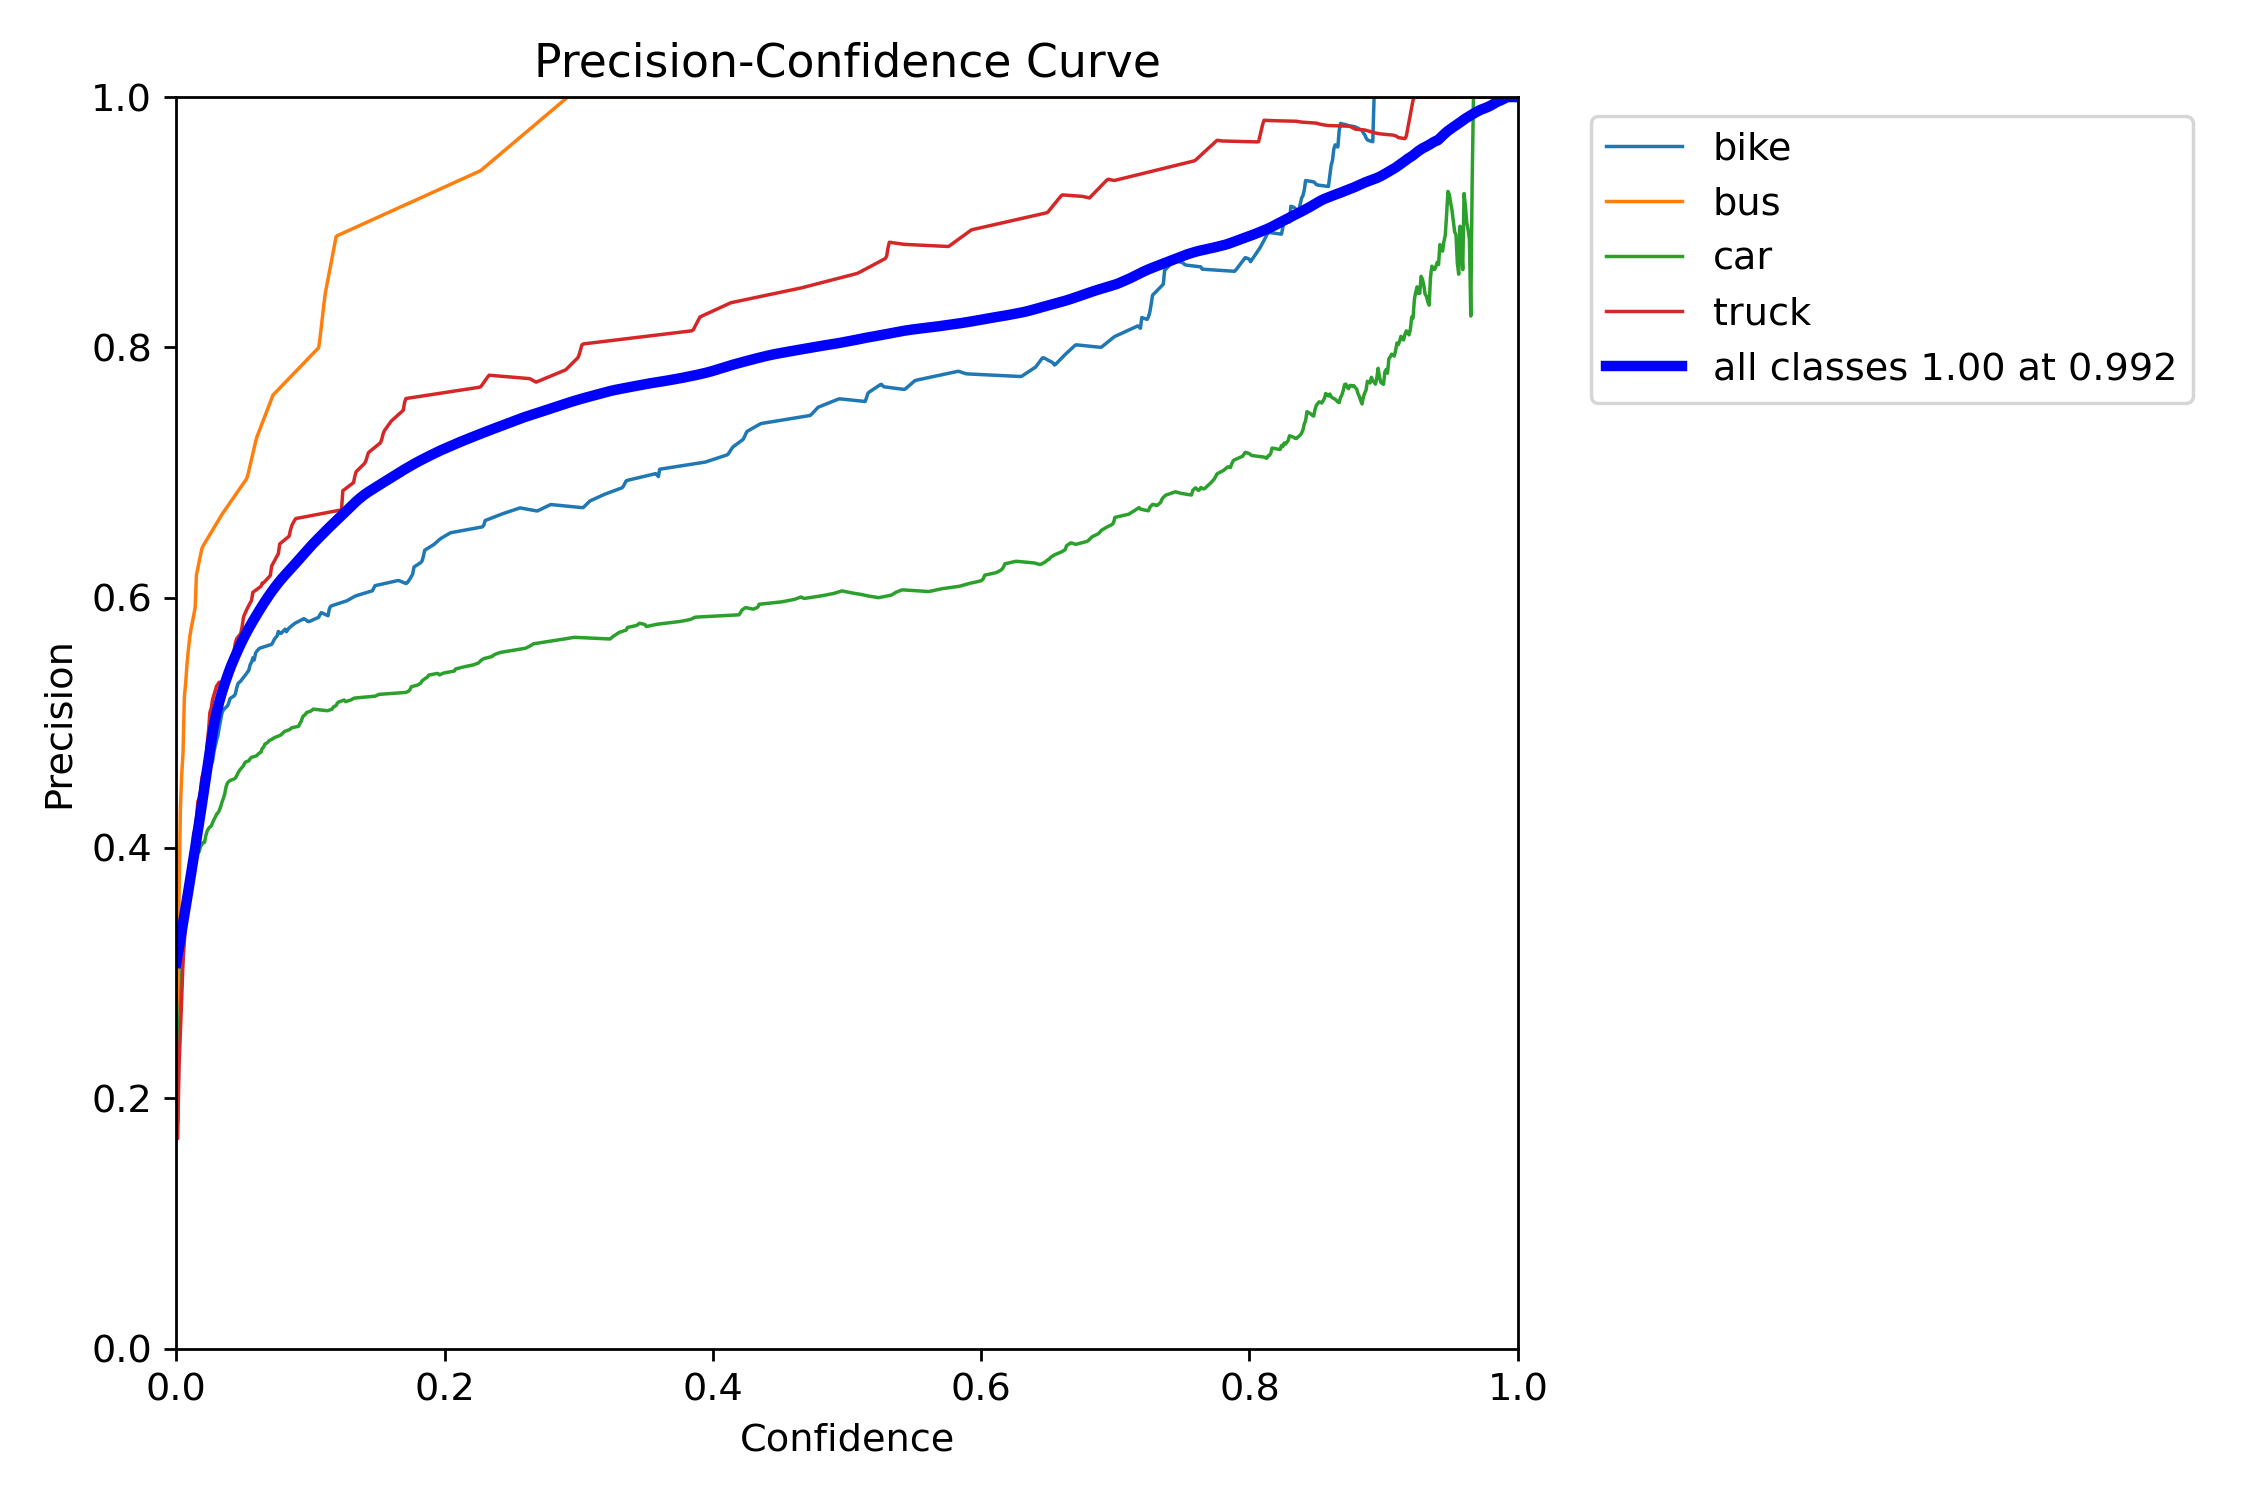 Precision-Confidence Curve
1.0
0.8
0.6
0.4
0.2
0.0
Precision
0.0 0.2 0.4 0.6 0.8 1.0
Confidence
bike
bus
car
truck
all classes 1.00 at 0.992